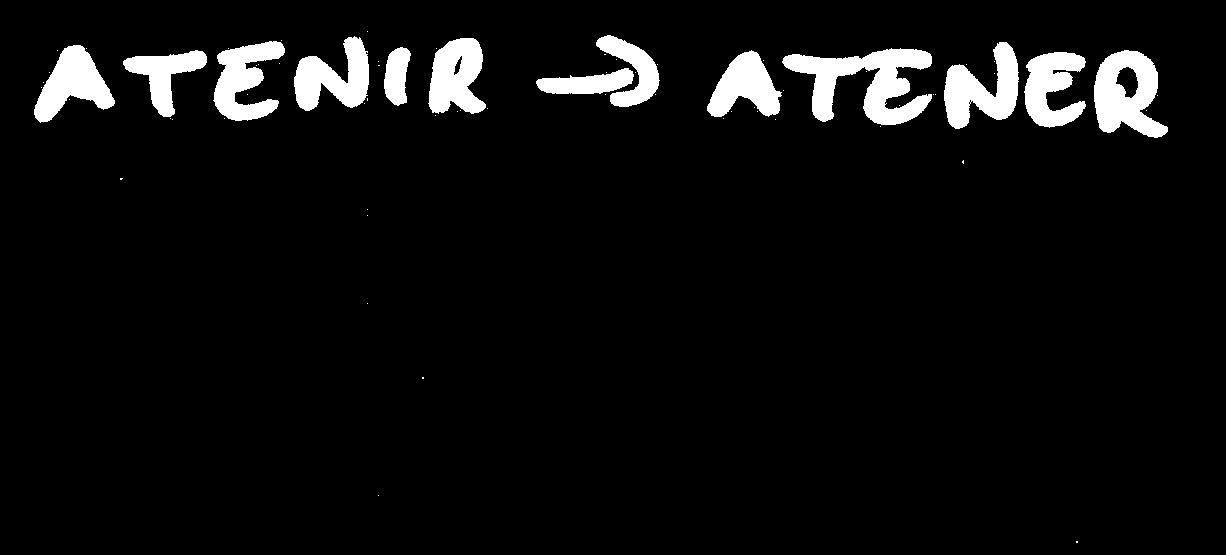 ATENIR → ATENER